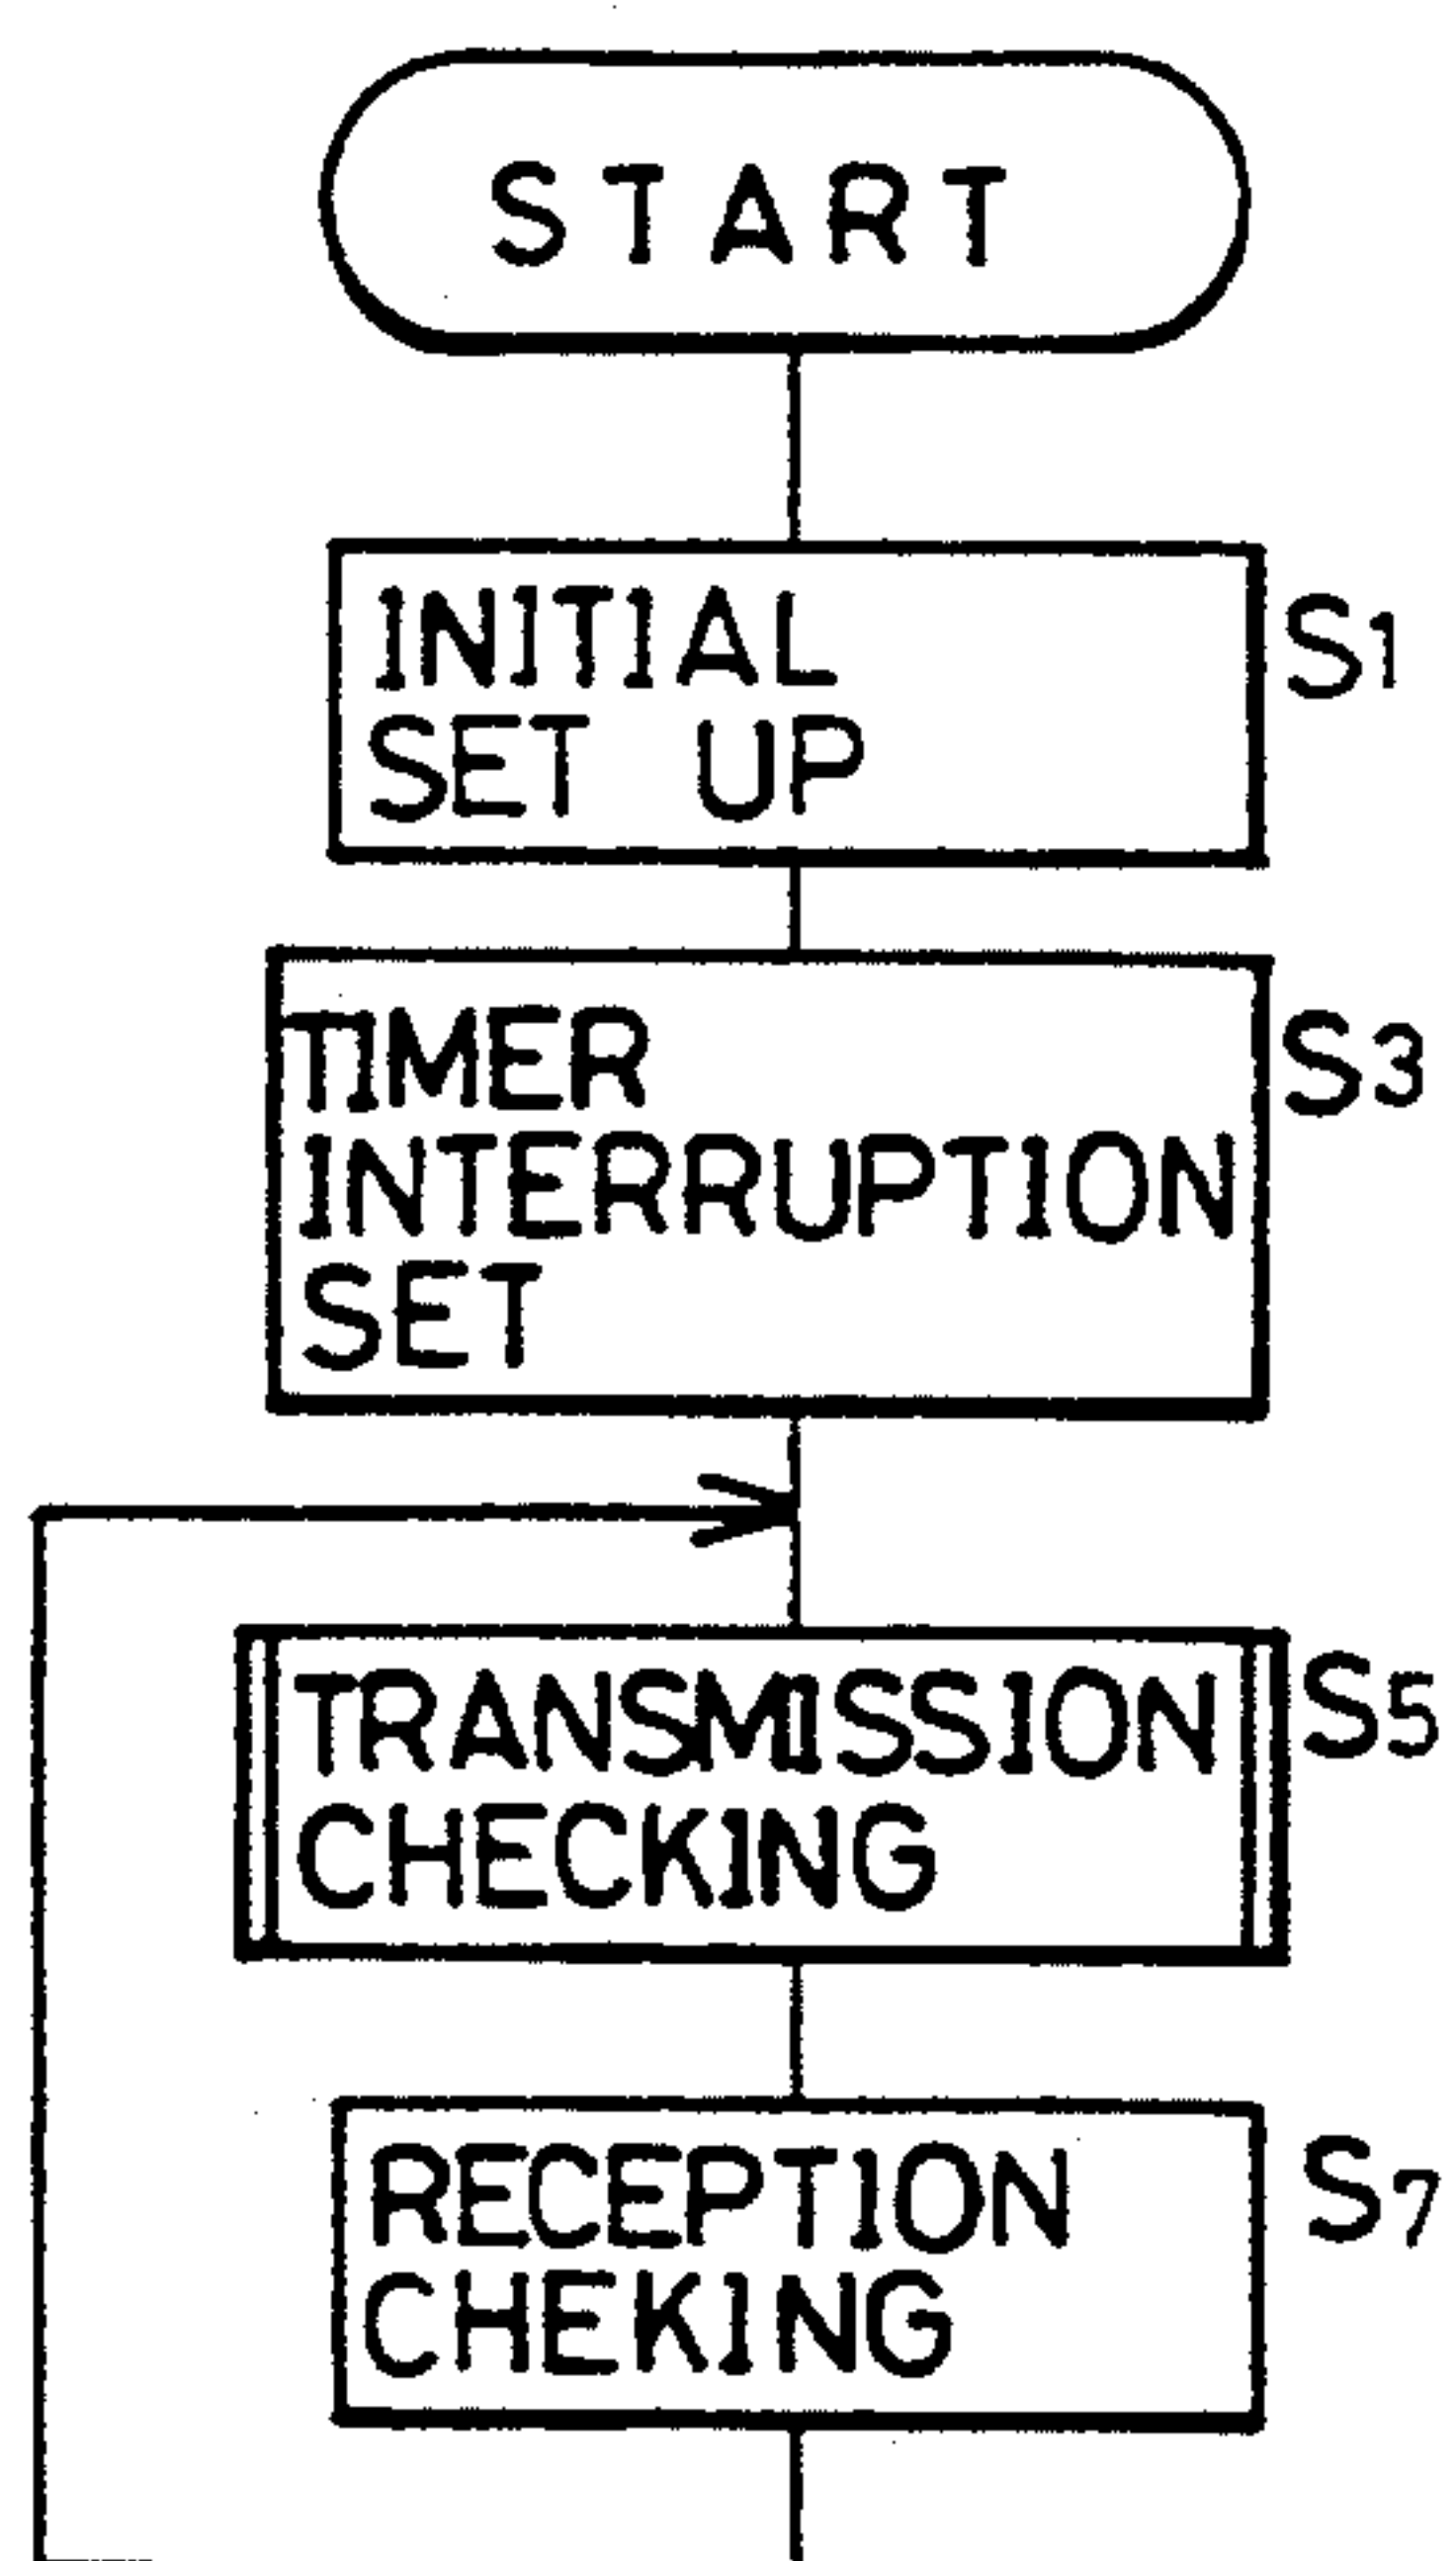 START
INITIAL
SET UP
S1
TIMER
INTERRUPTION
SET
S3
TRANSMISSION
CHECKING
S5
RECEPTION
CHEKING
S7